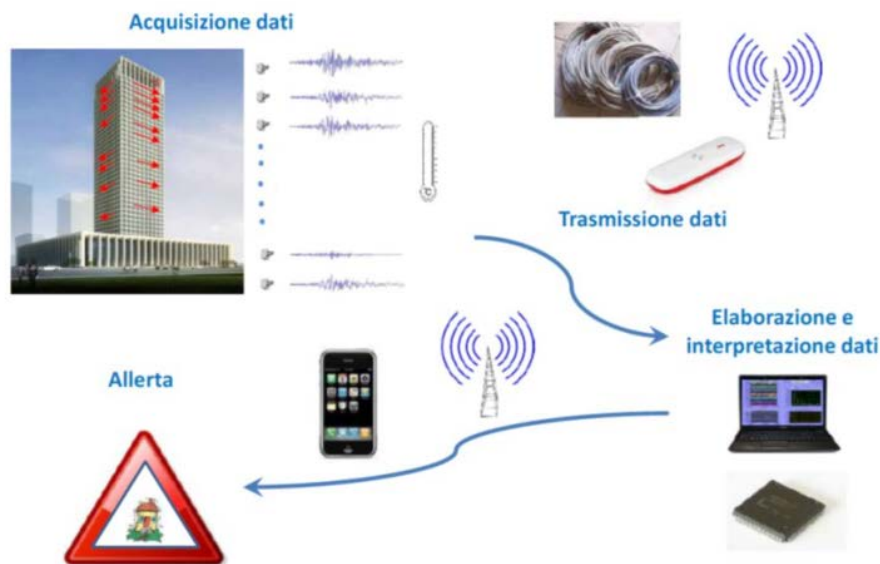 Acquisizione dati
°C
Trasmissione dati
Elaborazione e
interpretazione dati
Allerta